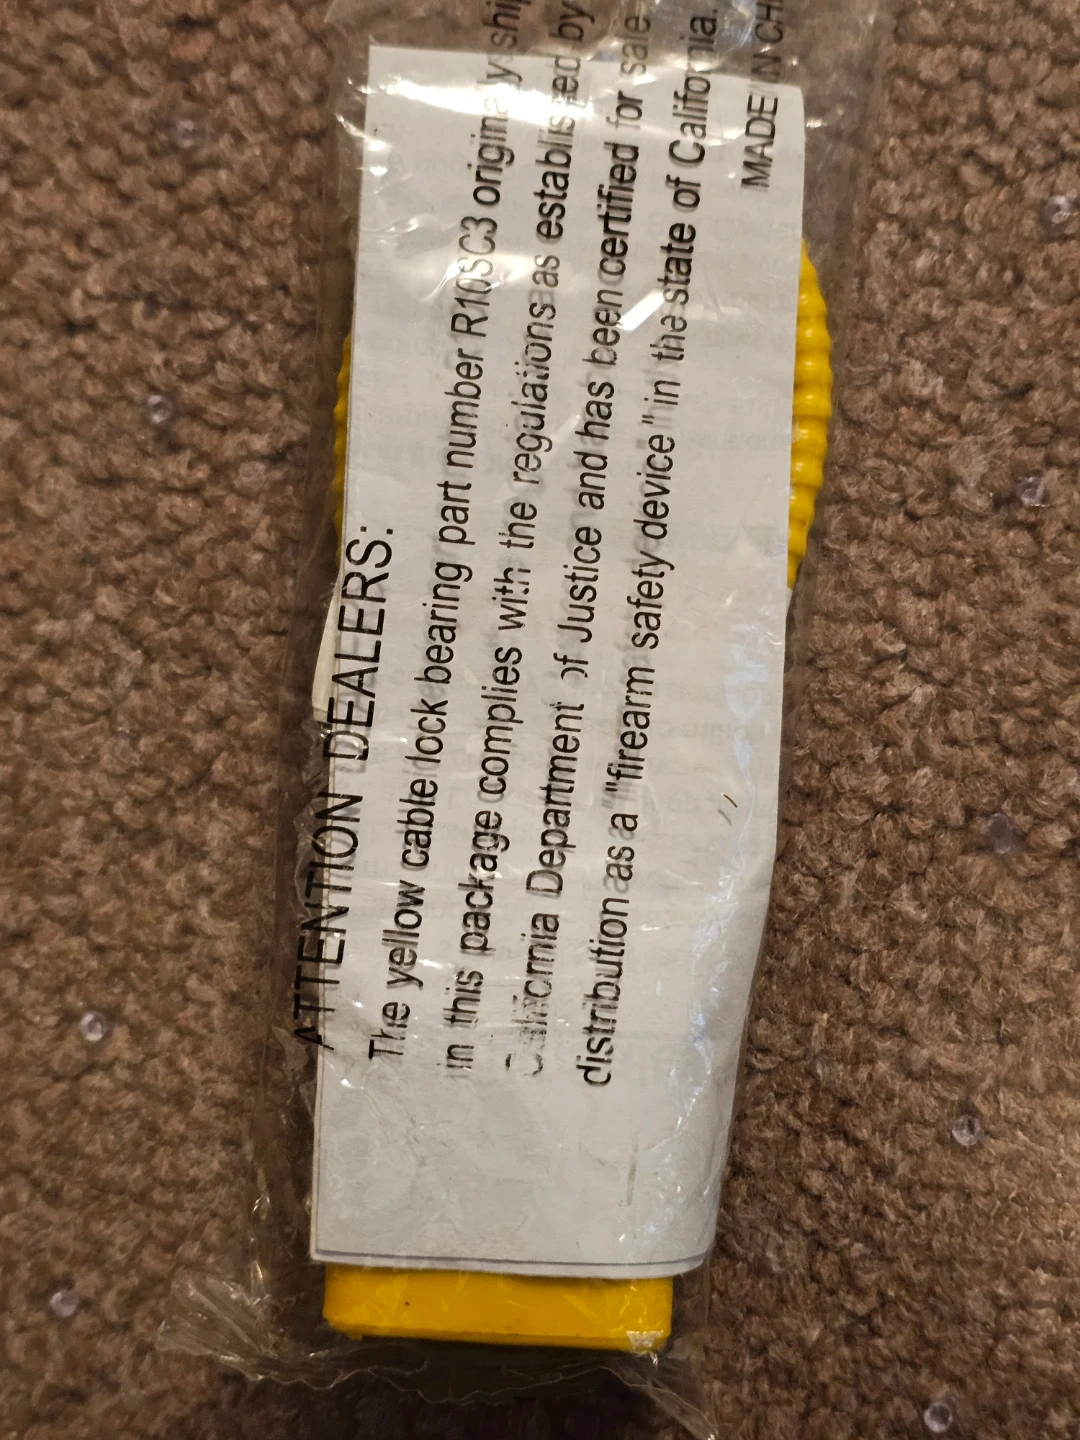 ATTENTION DEALERS:
The yellow cable lock bearing part number R10SC3 originally ship
in this package complies with the regulations as established by
California Department of Justice and has been certified for sale
distribution as a "firearm safety device" in the state of California.
MADE IN CHI